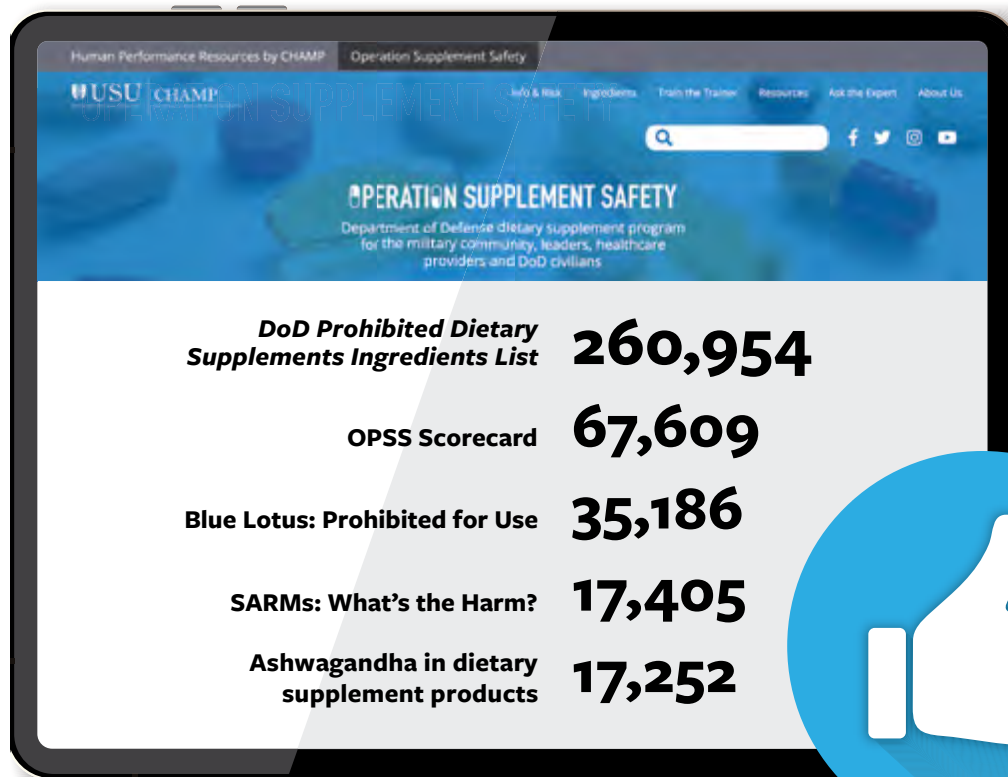 Human Performance Resources by CHAMP Operation Supplement Safety
USU CHAMP Info & Risk Ingredients Train the Trainer Resources Ask the Expert About Us
OPERATION SUPPLEMENT SAFETY
OPERATION SUPPLEMENT SAFETY
Department of Defense dietary supplement program
for the military community, leaders, healthcare
providers and DoD civilians
DoD Prohibited Dietary
Supplements Ingredients List 260,954
OPSS Scorecard 67,609
Blue Lotus: Prohibited for Use 35,186
SARMs: What's the Harm? 17,405
Ashwagandha in dietary
supplement products 17,252